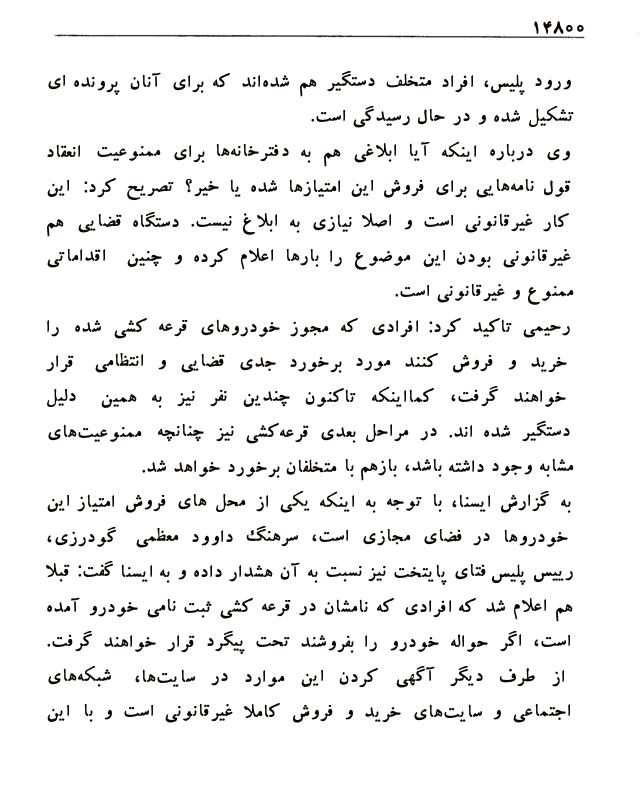 ۱۴۸۰۰
ورود پلیس، افراد متخلف دستگیر هم شده‌اند که برای آنان پرونده ای
تشکیل شده و در حال رسیدگی است.
وی درباره اینکه آیا ابلاغی هم به دفترخانه‌ها برای ممنوعیت انعقاد
قول نامه‌هایی برای فروش این امتیازها شده یا خیر؟ تصریح کرد: این
کار غیرقانونی است و اصلا نیازی به ابلاغ نیست. دستگاه قضایی هم
غیرقانونی بودن این موضوع را بارها اعلام کرده و چنین اقداماتی
ممنوع و غیرقانونی است.
رحیمی تاکید کرد: افرادی که مجوز خودروهای قرعه کشی شده را
خرید و فروش کنند مورد برخورد جدی قضایی و انتظامی قرار
خواهند گرفت، کمااینکه تاکنون چندین نفر نیز به همین دلیل
دستگیر شده اند. در مراحل بعدی قرعه‌کشی نیز چنانچه ممنوعیت‌های
مشابه وجود داشته باشد، بازهم با متخلفان برخورد خواهد شد.
به گزارش ایسنا، با توجه به اینکه یکی از محل های فروش امتیاز این
خودروها در فضای مجازی است، سرهنگ داوود معظمی گودرزی،
رییس پلیس فتای پایتخت نیز نسبت به آن هشدار داده و به ایسنا گفت: قبلا
هم اعلام شد که افرادی که نامشان در قرعه کشی ثبت نامی خودرو آمده
است، اگر حواله خودرو را بفروشند تحت پیگرد قرار خواهند گرفت.
از طرف دیگر آگهی کردن این موارد در سایت‌ها، شبکه‌های
اجتماعی و سایت‌های خرید و فروش کاملا غیرقانونی است و با این